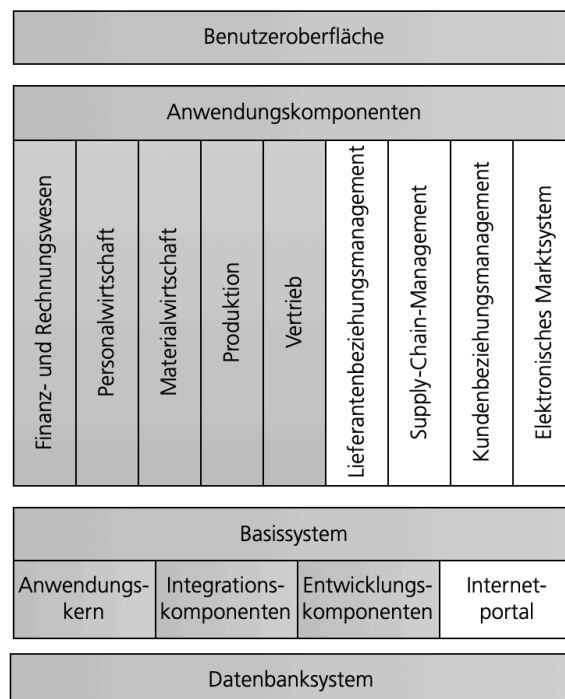 Benutzeroberfläche
Anwendungskomponenten
Finanz- und Rechnungswesen
Personalwirtschaft
Materialwirtschaft
Produktion
Vertrieb
Lieferantenbeziehungsmanagement
Supply-Chain-Management
Kundenbeziehungsmanagement
Elektronisches Marktsystem
Basissystem
Anwendungs-
kern
Integrations-
komponenten
Entwicklungs-
komponenten
Internet-
portal
Datenbanksystem